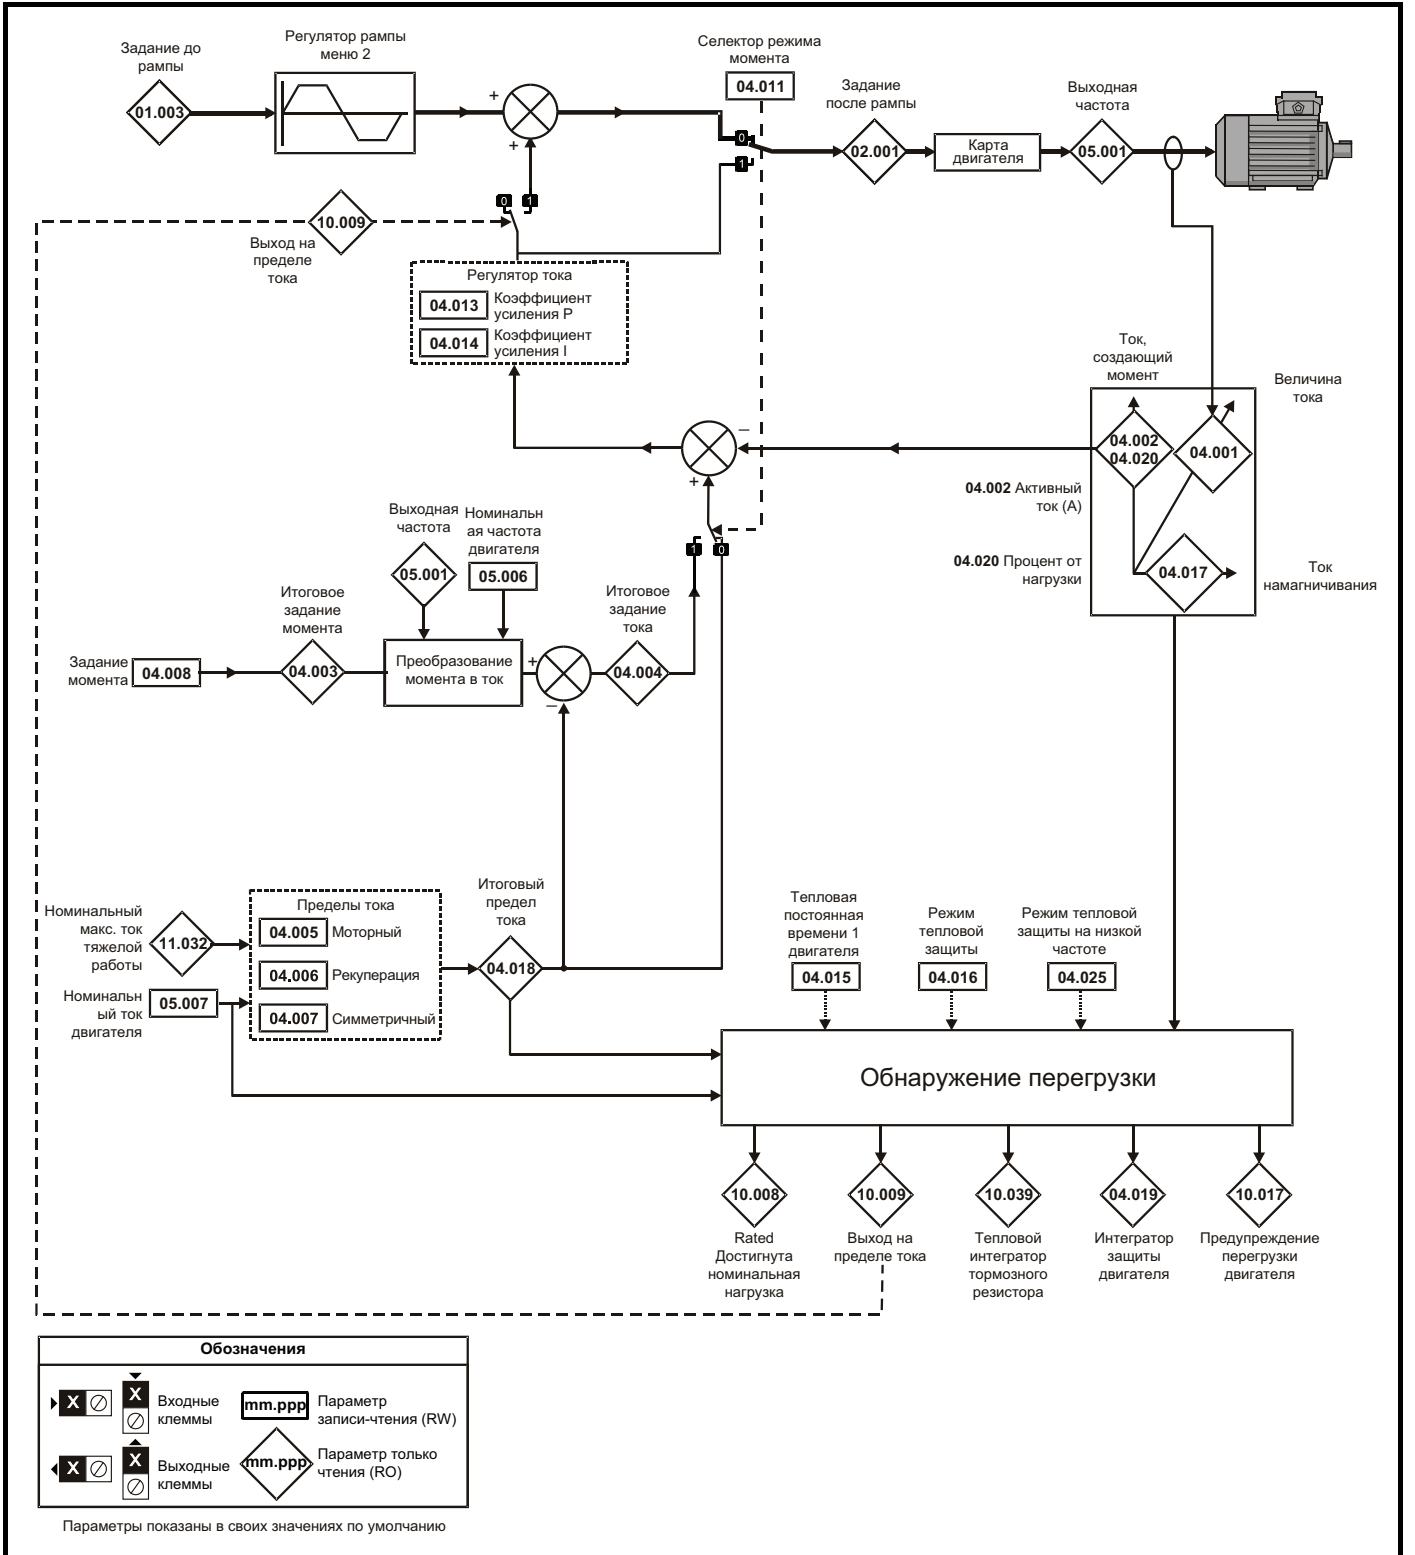 Задание до
рампы
01.003
Регулятор рампы
меню 2
+
+
Селектор режима
момента
04.011
0
1
Задание
после рампы
02.001
Карта
двигателя
Выходная
частота
05.001
0
1
10.009
Выход на
пределе
тока
Регулятор тока
04.013
Коэффициент
усиления P
04.014
Коэффициент
усиления I
Ток,
создающий
момент
Величина
тока
04.002
04.020
04.001
04.002 Активный
ток (А)
04.020 Процент от
нагрузки
04.017
Ток
намагничивания
–
+
1
0
Выходная
частота
05.001
Номинальн
ая частота
двигателя
05.006
Итоговое
задание
момента
Итоговое
задание
тока
Задание
момента
04.008
04.003
Преобразование
момента в ток
+
–
04.004
Номинальный
макс. ток
тяжелой
работы
11.032
Номинальн
ый ток
двигателя
05.007
Пределы тока
04.005
Моторный
04.006
Рекуперация
04.007
Симметричный
Итоговый
предел
тока
04.018
Тепловая
постоянная
времени 1
двигателя
04.015
Режим
тепловой
защиты
04.016
Режим тепловой
защиты на низкой
частоте
04.025
Обнаружение перегрузки
10.008
Rated
Достигнута
номинальная
нагрузка
10.009
Выход на
пределе тока
10.039
Тепловой
интегратор
тормозного
резистора
04.019
Интегратор
защиты
двигателя
10.017
Предупреждение
перегрузки
двигателя
Обозначения
X
X
Входные
клеммы
mm.ppp
Параметр
записи-чтения (RW)
X
X
Выходные
клеммы
mm.ppp
Параметр только
чтения (RO)
Параметры показаны в своих значениях по умолчанию